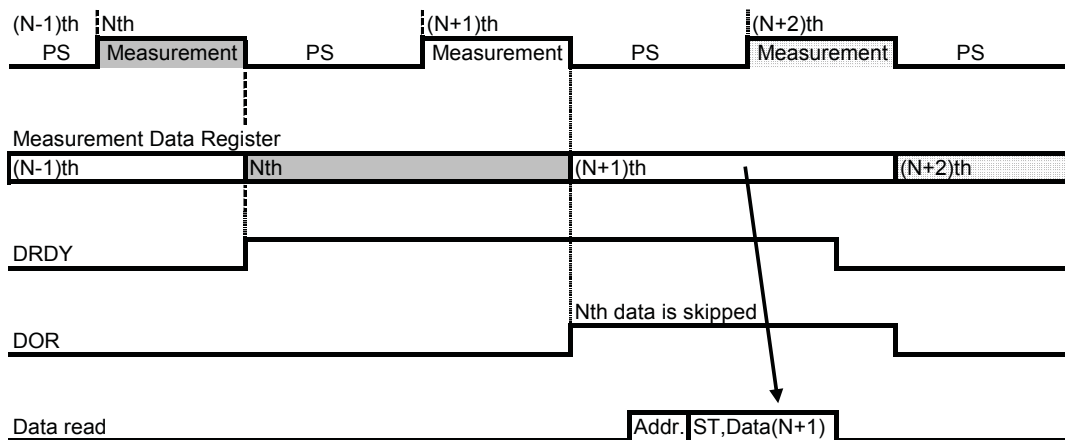 (N-1)th Nth (N+1)th (N+2)th
PS Measurement PS Measurement PS Measurement PS
Measurement Data Register
(N-1)th Nth (N+1)th (N+2)th
DRDY
Nth data is skipped
DOR
Data read Addr. ST,Data(N+1)